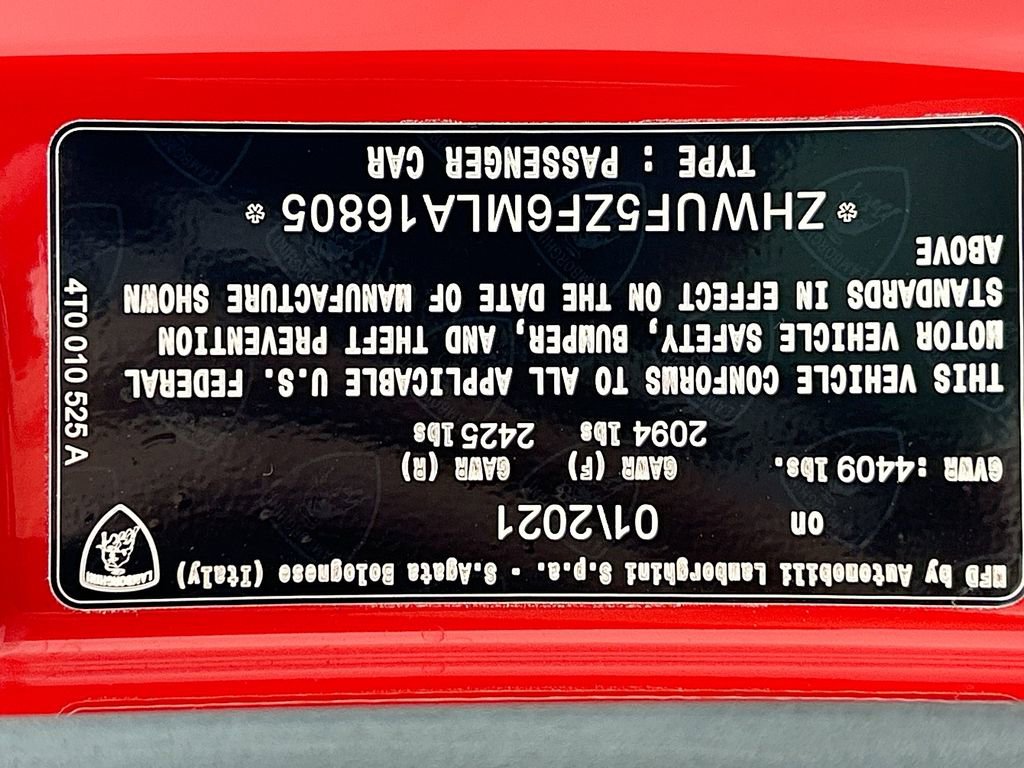 MFD by Automobili Lamborghini S.p.a. - S.Agata Bolognese (Italy)
on 01\2021
GVWR :4409 lbs. GAWR (F) GAWR (R)
2094 lbs 2425 lbs
THIS VEHICLE CONFORMS TO ALL APPLICABLE U.S. FEDERAL
MOTOR VEHICLE SAFETY, BUMPER, AND THEFT PREVENTION
STANDARDS IN EFFECT ON THE DATE OF MANUFACTURE SHOWN
ABOVE
* ZHWUF5ZF6MLA16805 *
TYPE : PASSENGER CAR
LAMBORGHINI
4T0 010 525 A